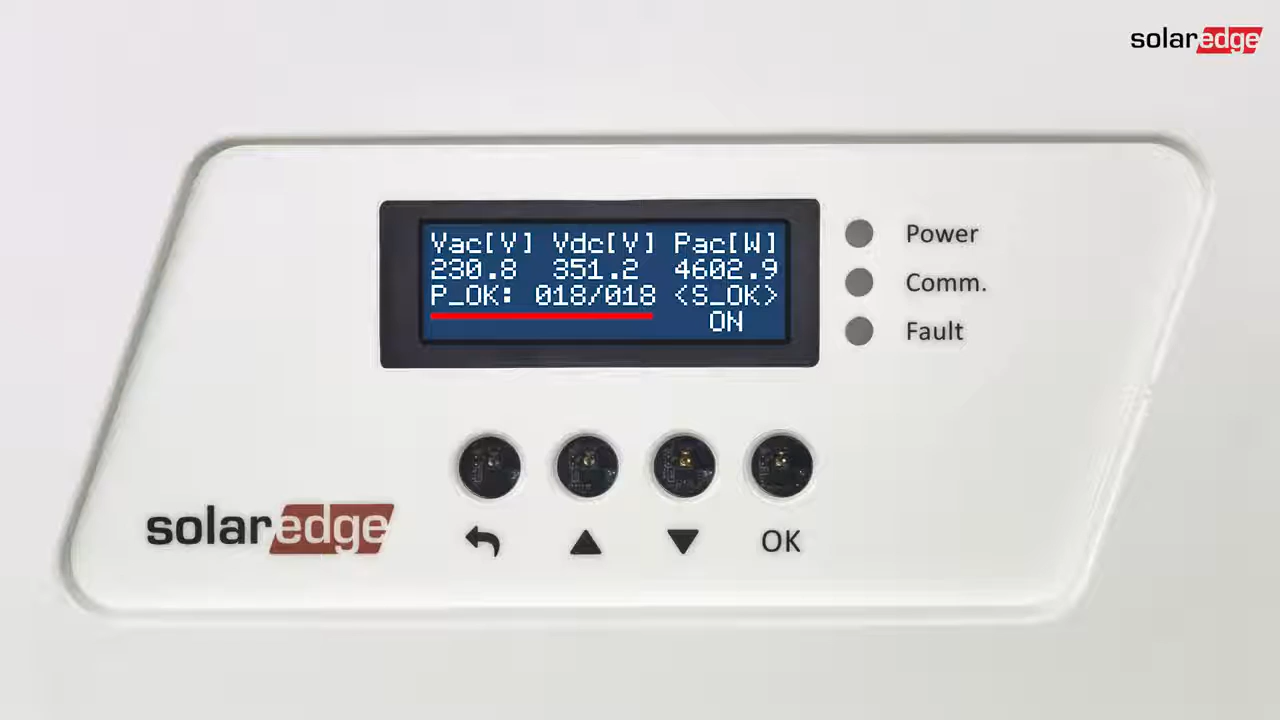 solaredge
Vac[V] Vdc[V] Pac[W]
230.8 351.2 4602.9
P_OK: 018/018 <S_OK>
ON
Power
Comm.
Fault
OK
solaredge